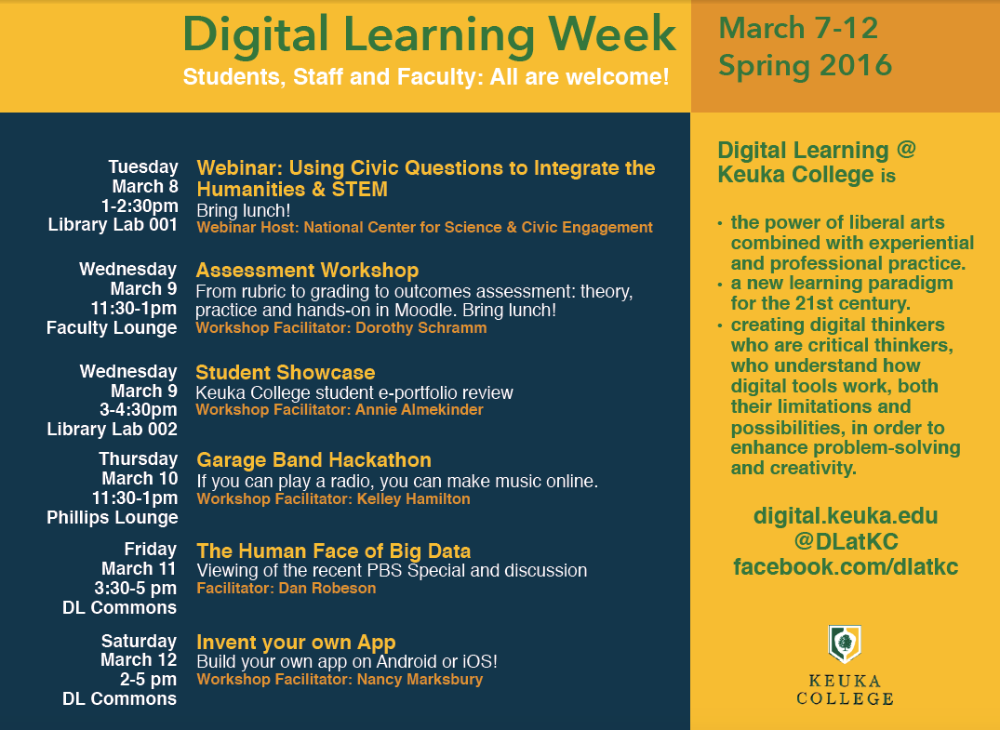 Digital Learning Week
Students, Staff and Faculty: All are welcome!
March 7-12
Spring 2016
Tuesday
March 8
1-2:30pm
Library Lab 001
Webinar: Using Civic Questions to Integrate the
Humanities & STEM
Bring lunch!
Webinar Host: National Center for Science & Civic Engagement
Wednesday
March 9
11:30-1pm
Faculty Lounge
Assessment Workshop
From rubric to grading to outcomes assessment: theory,
practice and hands-on in Moodle. Bring lunch!
Workshop Facilitator: Dorothy Schramm
Wednesday
March 9
3-4:30pm
Library Lab 002
Student Showcase
Keuka College student e-portfolio review
Workshop Facilitator: Annie Almekinder
Thursday
March 10
11:30-1pm
Phillips Lounge
Garage Band Hackathon
If you can play a radio, you can make music online.
Workshop Facilitator: Kelley Hamilton
Friday
March 11
3:30-5 pm
DL Commons
The Human Face of Big Data
Viewing of the recent PBS Special and discussion
Facilitator: Dan Robeson
Saturday
March 12
2-5 pm
DL Commons
Invent your own App
Build your own app on Android or iOS!
Workshop Facilitator: Nancy Marksbury
Digital Learning @
Keuka College is
• the power of liberal arts
combined with experiential
and professional practice.
• a new learning paradigm
for the 21st century.
• creating digital thinkers
who are critical thinkers,
who understand how
digital tools work, both
their limitations and
possibilities, in order to
enhance problem-solving
and creativity.
digital.keuka.edu
@DLatKC
facebook.com/dlatkc
KEUKA
COLLEGE